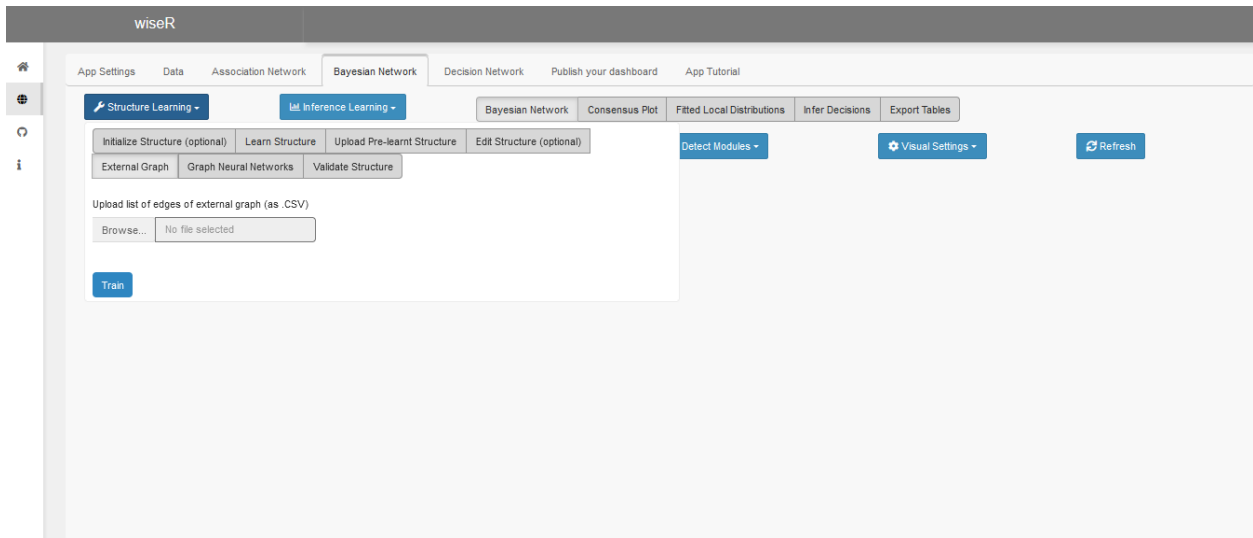 wiseR
App Settings Data Association Network Bayesian Network Decision Network Publish your dashboard App Tutorial
Structure Learning Inference Learning Bayesian Network Consensus Plot Fitted Local Distributions Infer Decisions Export Tables
Initialize Structure (optional) Learn Structure Upload Pre-learnt Structure Edit Structure (optional) Detect Modules Visual Settings Refresh
External Graph Graph Neural Networks Validate Structure
Upload list of edges of external graph (as .CSV)
Browse... No file selected
Train